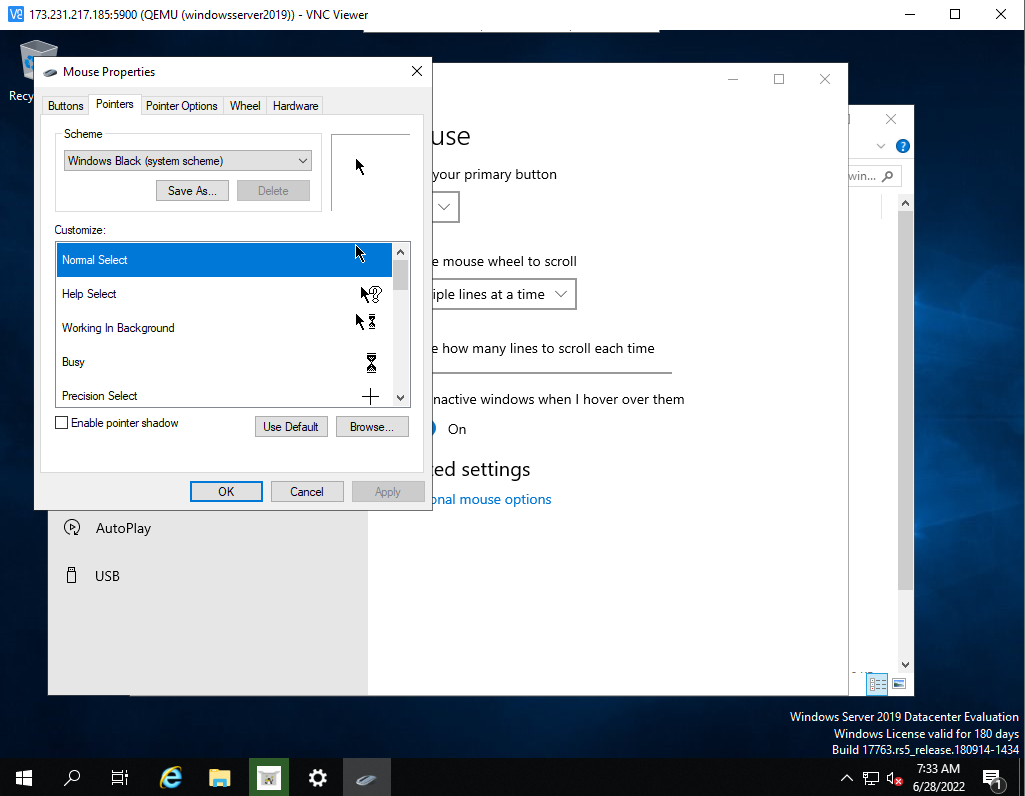 173.231.217.185:5900 (QEMU (windowsserver2019)) - VNC Viewer
Recy
Mouse Properties
Buttons
Pointers
Pointer Options
Wheel
Hardware
Scheme
Windows Black (system scheme)
Save As...
Delete
Customize:
Normal Select
Help Select
Working In Background
Busy
Precision Select
Enable pointer shadow
Use Default
Browse...
OK
Cancel
Apply
use
your primary button
e mouse wheel to scroll
iple lines at a time
e how many lines to scroll each time
nactive windows when I hover over them
On
ed settings
onal mouse options
win...
AutoPlay
USB
Windows Server 2019 Datacenter Evaluation
Windows License valid for 180 days
Build 17763.rs5_release.180914-1434
7:33 AM
6/28/2022
1